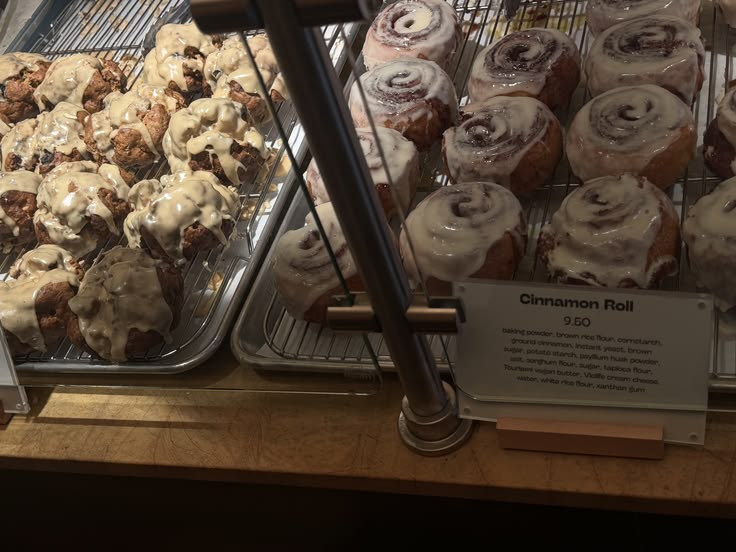 Cinnamon Roll
9.50
baking powder, brown rice flour, cornstarch,
ground cinnamon, instant yeast, brown
sugar, potato starch, psyllium husk powder,
salt, sorghum flour, sugar, tapioca flour,
vegan butter, Violife cream cheese,
water, white rice flour, xanthan gum